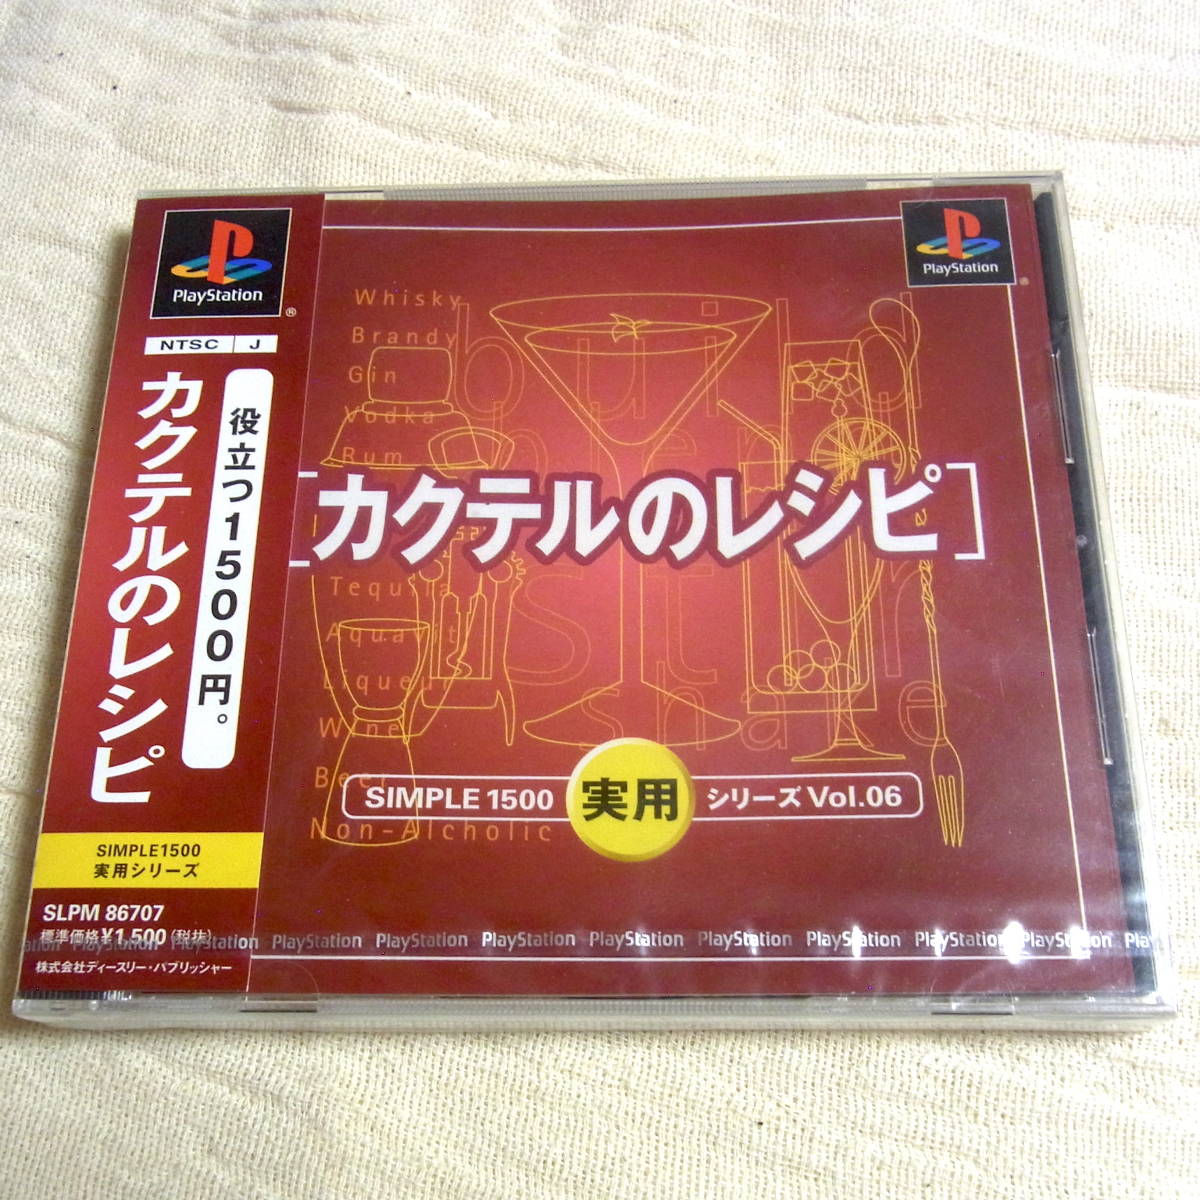 PlayStation
®
NTSC J
役立つ1500円。
カクテルのレシピ
SIMPLE1500
実用シリーズ
SLPM 86707
標準価格¥1,500(税抜)
株式会社ディースリー・パブリッシャー
PlayStation
®
Whisky
Brandy
Gin
Vodka
Rum
[カクテルのレシピ]
Tequila
Aquavit
Liqueur
Wine
Beer
Non-Alcholic
shake
SIMPLE 1500 実用 シリーズ Vol.06
PlayStation PlayStation PlayStation PlayStation PlayStation PlayStation PlayStation PlayStation PlayStation PlayStation